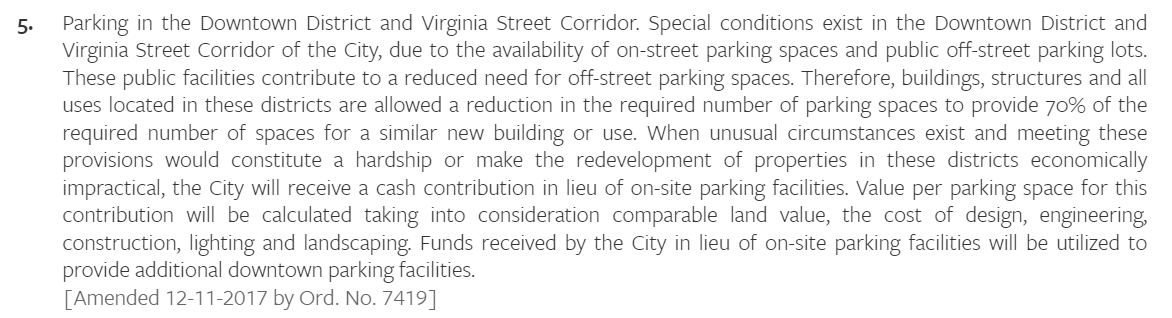 5. Parking in the Downtown District and Virginia Street Corridor. Special conditions exist in the Downtown District and
Virginia Street Corridor of the City, due to the availability of on-street parking spaces and public off-street parking lots.
These public facilities contribute to a reduced need for off-street parking spaces. Therefore, buildings, structures and all
uses located in these districts are allowed a reduction in the required number of parking spaces to provide 70% of the
required number of spaces for a similar new building or use. When unusual circumstances exist and meeting these
provisions would constitute a hardship or make the redevelopment of properties in these districts economically
impractical, the City will receive a cash contribution in lieu of on-site parking facilities. Value per parking space for this
contribution will be calculated taking into consideration comparable land value, the cost of design, engineering,
construction, lighting and landscaping. Funds received by the City in lieu of on-site parking facilities will be utilized to
provide additional downtown parking facilities.
[Amended 12-11-2017 by Ord. No. 7419]